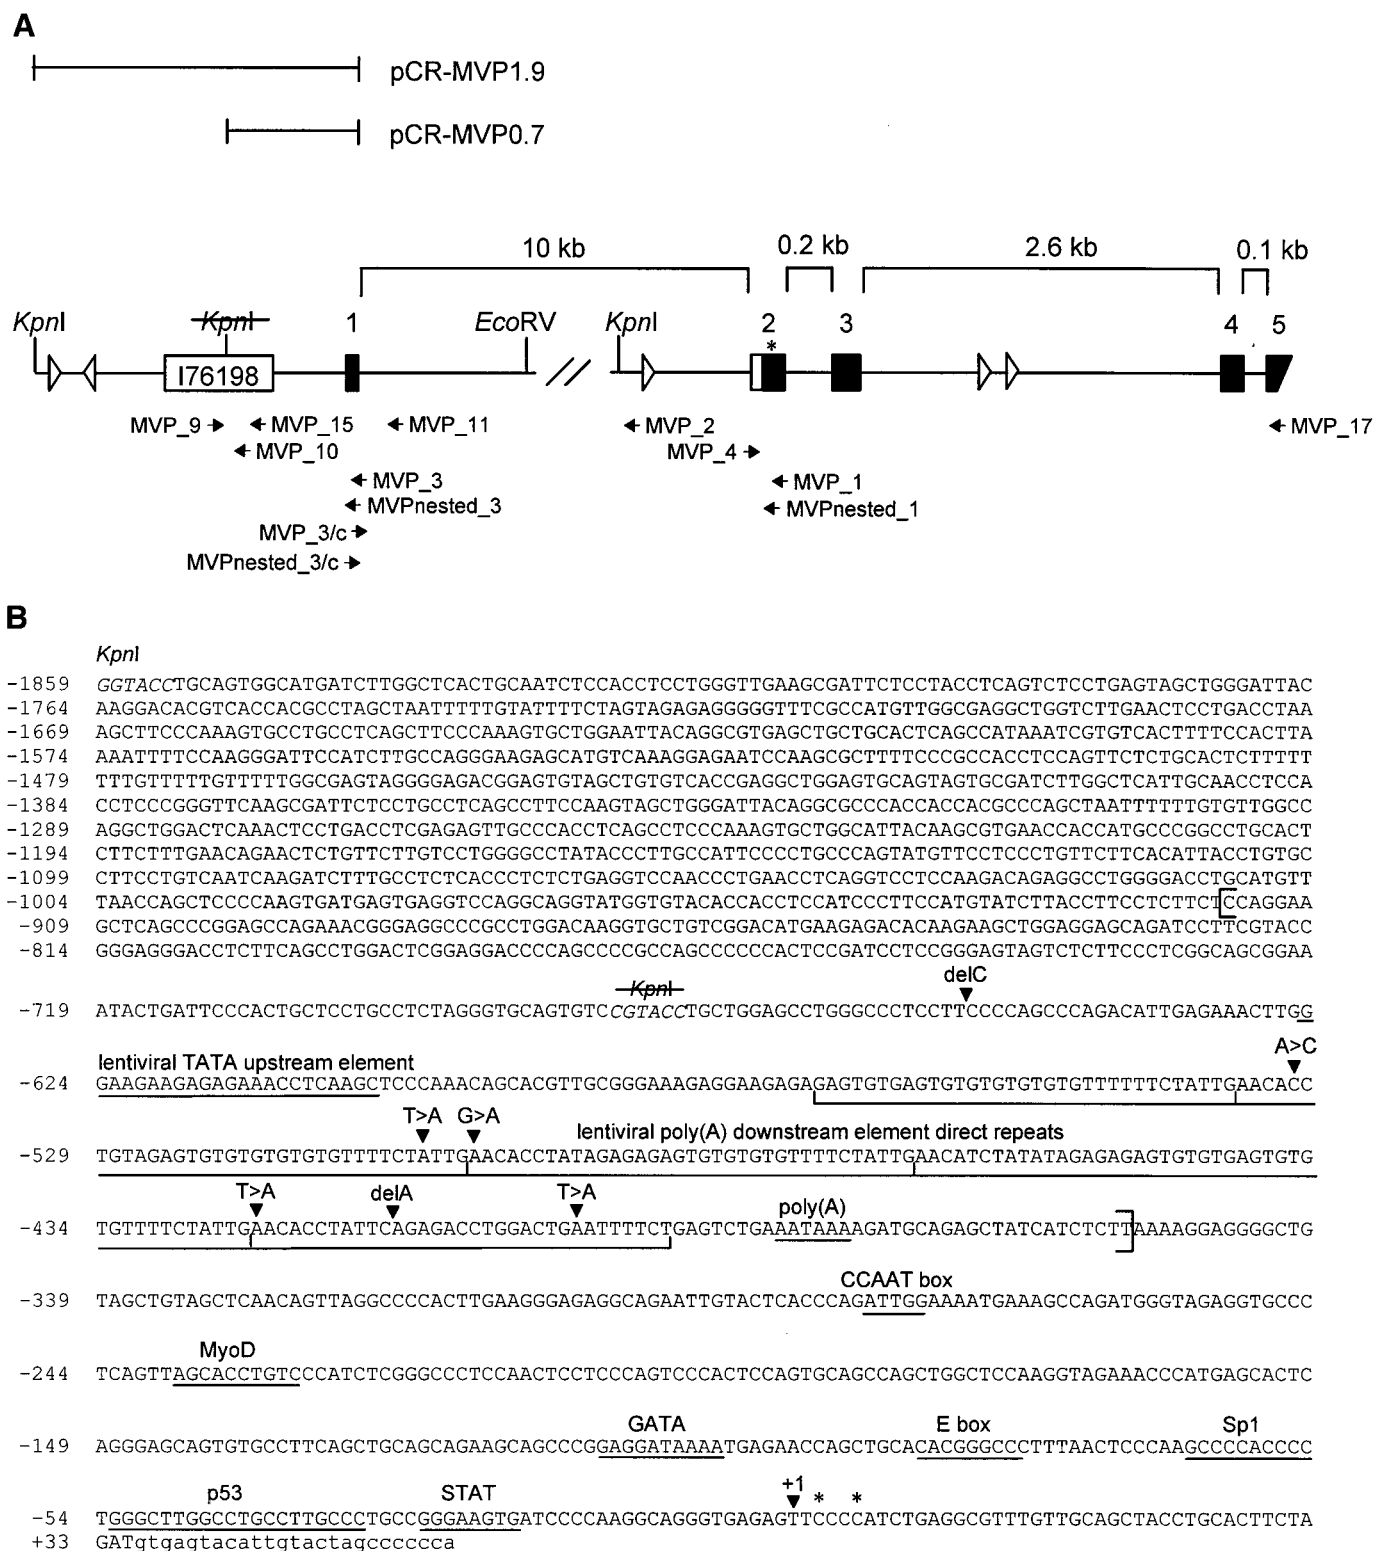 A
pCR-MVP1.9
pCR-MVP0.7
10 kb
0.2 kb
2.6 kb
0.1 kb
KpnI
KpnI
1
EcoRV
KpnI
2
3
4
5
*
I76198
MVP_9
MVP_15
MVP_11
MVP_2
MVP_17
MVP_10
MVP_4
MVP_3
MVP_1
MVPnested_3
MVPnested_1
MVP_3/c
MVPnested_3/c
B
KpnI
-1859 GGTACCTGCAGTGGCATGATCTTGGCTCACTGCAATCTCCACCTCCTGGGTTGAAGCGATTCTCCTACCTCAGTCTCCTGAGTAGCTGGGATTAC
-1764 AAGGACACGTCACCACGCCTAGCTAATTTTTGTATTTTCTAGTAGAGAGGGGGTTTCGCCATGTTGGCGAGGCTGGTCTTGAACTCCTGACCTAA
-1669 AGCTTCCCAAAGTGCCTGCCTCAGCTTCCCAAAGTGCTGGAATTACAGGCGTGAGCTGCTGCACTCAGCCATAAATCGTGTCACTTTTCCACTTA
-1574 AAATTTTCCAAGGGATTCCATCTTGCCAGGGAAGAGCATGTCAAAGGAGAATCCAAGCGCTTTTCCCGCCACCTCCAGTTCTCTGCACTCTTTTT
-1479 TTTGTTTTTGTTTTTGGCGAGTAGGGGAGACGGAGTGTAGCTGTGTCACCGAGGCTGGAGTGCAGTAGTGCGATCTTGGCTCATTGCAACCTCCA
-1384 CCTCCCGGGTTCAAGCGATTCTCCTGCCTCAGCCTTCCAAGTAGCTGGGATTACAGGCGCCCACCACCACGCCCAGCTAATTTTTTGTGTTGGCC
-1289 AGGCTGGACTCAAACTCCTGACCTCGAGAGTTGCCCACCTCAGCCTCCCAAAGTGCTGGCATTACAAGCGTGAACCACCATGCCCGGCCTGCACT
-1194 CTTCTTTGAACAGAACTCTGTTCTTGTCCTGGGGCCTATACCCTTGCCATTCCCCTGCCCAGTATGTTCCTCCCTGTTCTTCACATTACCTGTGC
-1099 CTTCCTGTCAATCAAGATCTTTGCCTCTCACCCTCTCTGAGGTCCAACCCTGAACCTCAGGTCCTCCAAGACAGAGGCCTGGGGACCTGCATGTT
-1004 TAACCAGCTCCCCAAGTGATGAGTGAGGTCCAGGCAGGTATGGTGTACACCACCTCCATCCCTTCCATGTATCTTACCTTCCTCTTCTCCAGGAA
-909 GCTCAGCCCGGAGCCAGAAACGGGAGGCCCGCCTGGACAAGGTGCTGTCGGACATGAAGAGACACAAGAAGCTGGAGGAGCAGATCCTTCGTACC
-814 GGGAGGGACCTCTTCAGCCTGGACTCGGAGGACCCCAGCCCCGCCAGCCCCCCACTCCGATCCTCCGGGAGTAGTCTCTTCCCTCGGCAGCGGAA
KpnI
delC
-719 ATACTGATTCCCACTGCTCCTGCCTCTAGGGTGCAGTGTCCGTACCTGCTGGAGCCTGGGCCCTCCTTCCCCAGCCCAGACATTGAGAAACTTGG
A>C
lentiviral TATA upstream element
-624 GAAGAAGAGAGAAACCTCAAGCTCCCAAACAGCACGTTGCGGGAAAGAGGAAGAGAGAGTGTGAGTGTGTGTGTGTGTTTTTTCTATTGAACACC
T>A G>A
lentiviral poly(A) downstream element direct repeats
-529 TGTAGAGTGTGTGTGTGTGTTTTCTATTGAACACCTATAGAGAGAGTGTGTGTGTTTTCTATTGAACATCTATATAGAGAGAGTGTGTGAGTGTG
T>A
delA
T>A
poly(A)
-434 TGTTTTCTATTGAACACCTATTCAGAGACCTGGACTGAATTTTCTGAGTCTGAAATAAAAGATGCAGAGCTATCATCTCTTAAAAGGAGGGGCTG
CCAAT box
-339 TAGCTGTAGCTCAACAGTTAGGCCCCACTTGAAGGGAGAGGCAGAATTGTACTCACCCAGATTGGAAAATGAAAGCCAGATGGGTAGAGGTGCCC
MyoD
-244 TCAGTTAGCACCTGTCCCATCTCGGGCCCTCCAACTCCTCCCAGTCCCACTCCAGTGCAGCCAGCTGGCTCCAAGGTAGAAACCCATGAGCACTC
GATA
E box
Sp1
-149 AGGGAGCAGTGTGCCTTCAGCTGCAGCAGAAGCAGCCCGGAGGATAAAATGAGAACCAGCTGCACACGGGCCCTTTAACTCCCAAGCCCCACCCC
p53
STAT
+1
* *
-54 TGGGCTTGGCCTGCCTTGCCCTGCCGGGAAGTGATCCCCAAGGCAGGGTGAGAGTTCCCCATCTGAGGCGTTTGTTGCAGCTACCTGCACTTCTA
+33 GATgtgagtacattgtactagccccccca